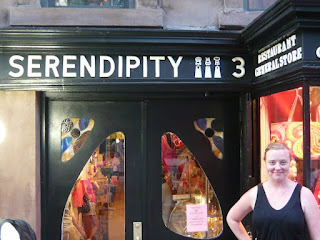 SERENDIPITY 3
RESTAURANT
GENERAL STORE